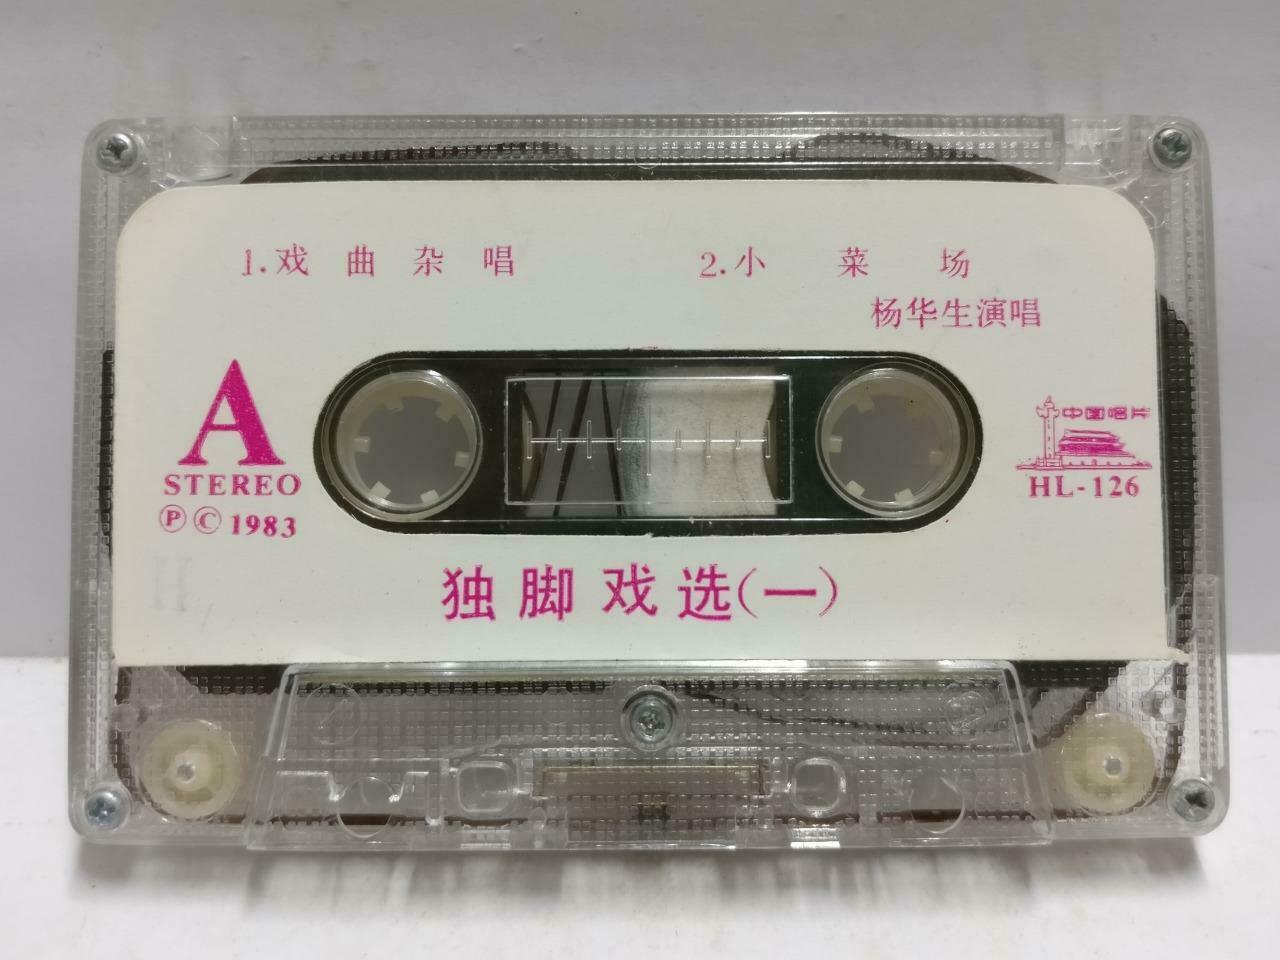 1.戏曲杂唱 2.小菜场
杨华生演唱
A
STEREO
Ⓟ © 1983
中国唱片
HL-126
独脚戏选(一)
H